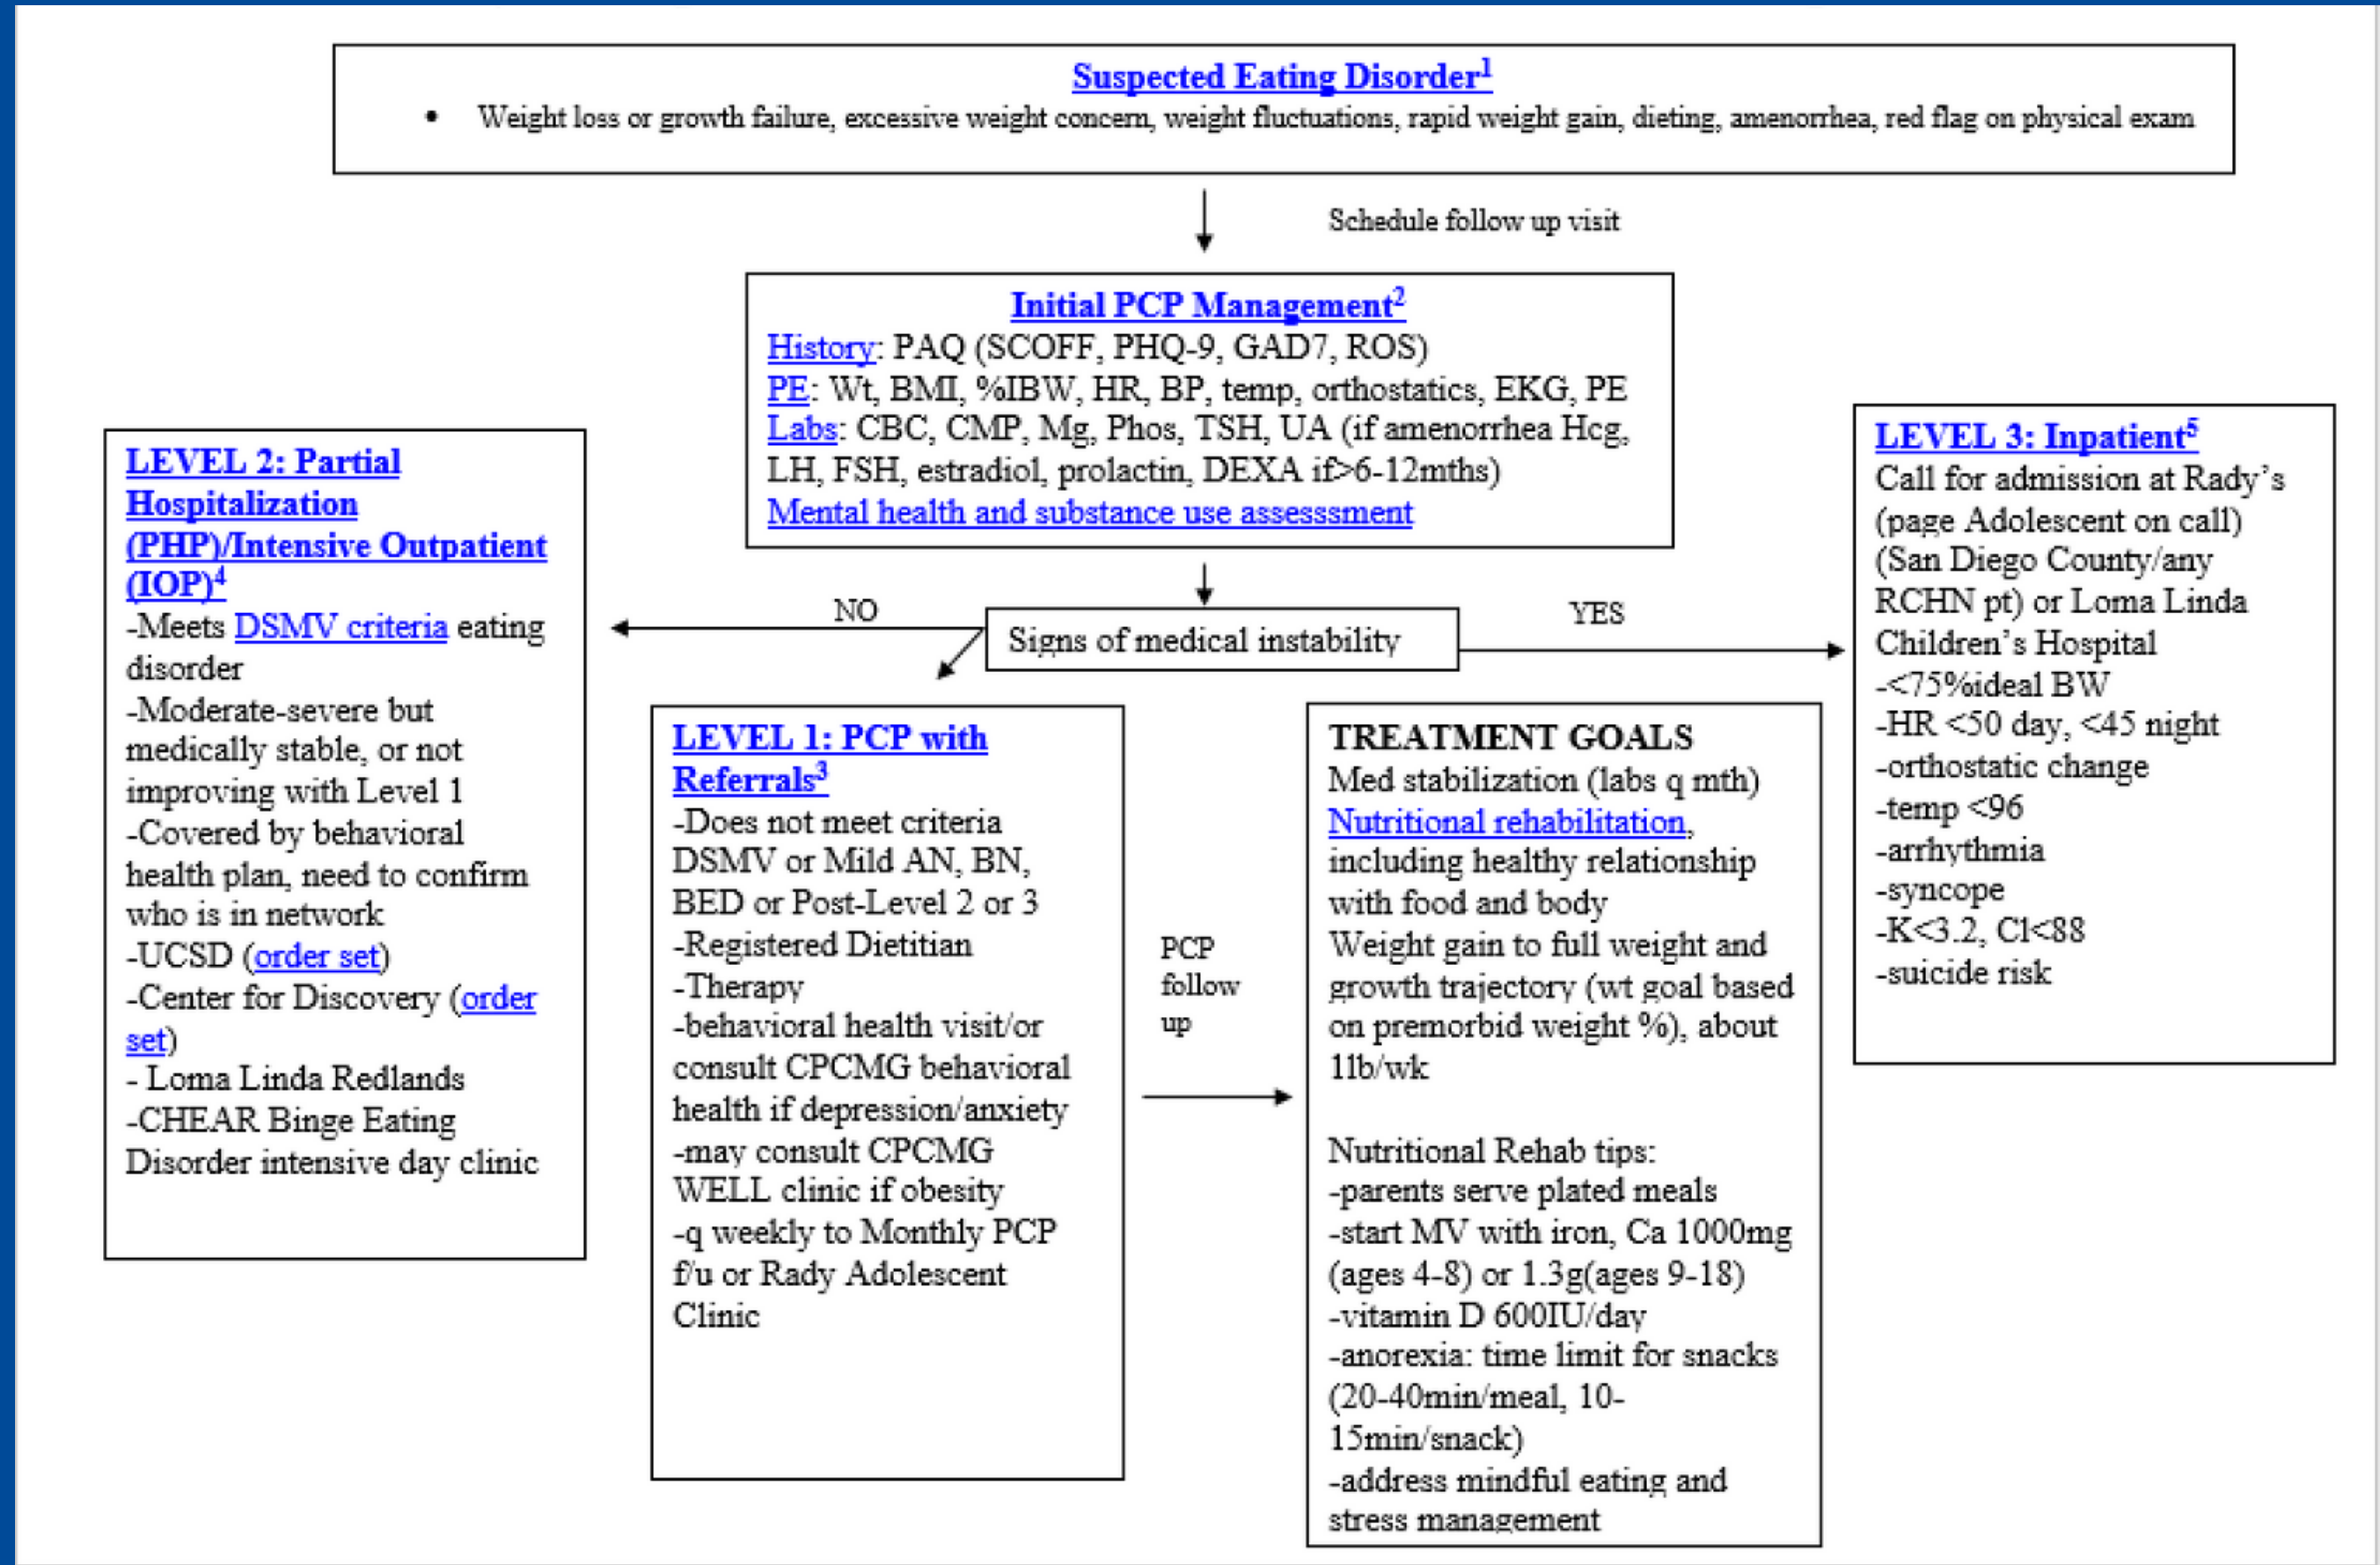 Suspected Eating Disorder1
• Weight loss or growth failure, excessive weight concern, weight fluctuations, rapid weight gain, dieting, amenorrhea, red flag on physical exam
Schedule follow up visit
Initial PCP Management2
History: PAQ (SCOFF, PHQ-9, GAD7, ROS)
PE: Wt, BMI, %IBW, HR, BP, temp, orthostatics, EKG, PE
Labs: CBC, CMP, Mg, Phos, TSH, UA (if amenorrhea Hcg,
LH, FSH, estradiol, prolactin, DEXA if>6-12mths)
Mental health and substance use assesssment
Signs of medical instability
NO
YES
LEVEL 2: Partial
Hospitalization
(PHP)/Intensive Outpatient
(IOP)4
-Meets DSMV criteria eating
disorder
-Moderate-severe but
medically stable, or not
improving with Level 1
-Covered by behavioral
health plan, need to confirm
who is in network
-UCSD (order set)
-Center for Discovery (order
set)
- Loma Linda Redlands
-CHEAR Binge Eating
Disorder intensive day clinic
LEVEL 1: PCP with
Referrals3
-Does not meet criteria
DSMV or Mild AN, BN,
BED or Post-Level 2 or 3
-Registered Dietitian
-Therapy
-behavioral health visit/or
consult CPCMG behavioral
health if depression/anxiety
-may consult CPCMG
WELL clinic if obesity
-q weekly to Monthly PCP
f/u or Rady Adolescent
Clinic
PCP
follow
up
TREATMENT GOALS
Med stabilization (labs q mth)
Nutritional rehabilitation,
including healthy relationship
with food and body
Weight gain to full weight and
growth trajectory (wt goal based
on premorbid weight %), about
1lb/wk
Nutritional Rehab tips:
-parents serve plated meals
-start MV with iron, Ca 1000mg
(ages 4-8) or 1.3g(ages 9-18)
-vitamin D 600IU/day
-anorexia: time limit for snacks
(20-40min/meal, 10-
15min/snack)
-address mindful eating and
stress management
LEVEL 3: Inpatient5
Call for admission at Rady's
(page Adolescent on call)
(San Diego County/any
RCHN pt) or Loma Linda
Children's Hospital
-<75%ideal BW
-HR <50 day, <45 night
-orthostatic change
-temp <96
-arrhythmia
-syncope
-K<3.2, Cl<88
-suicide risk